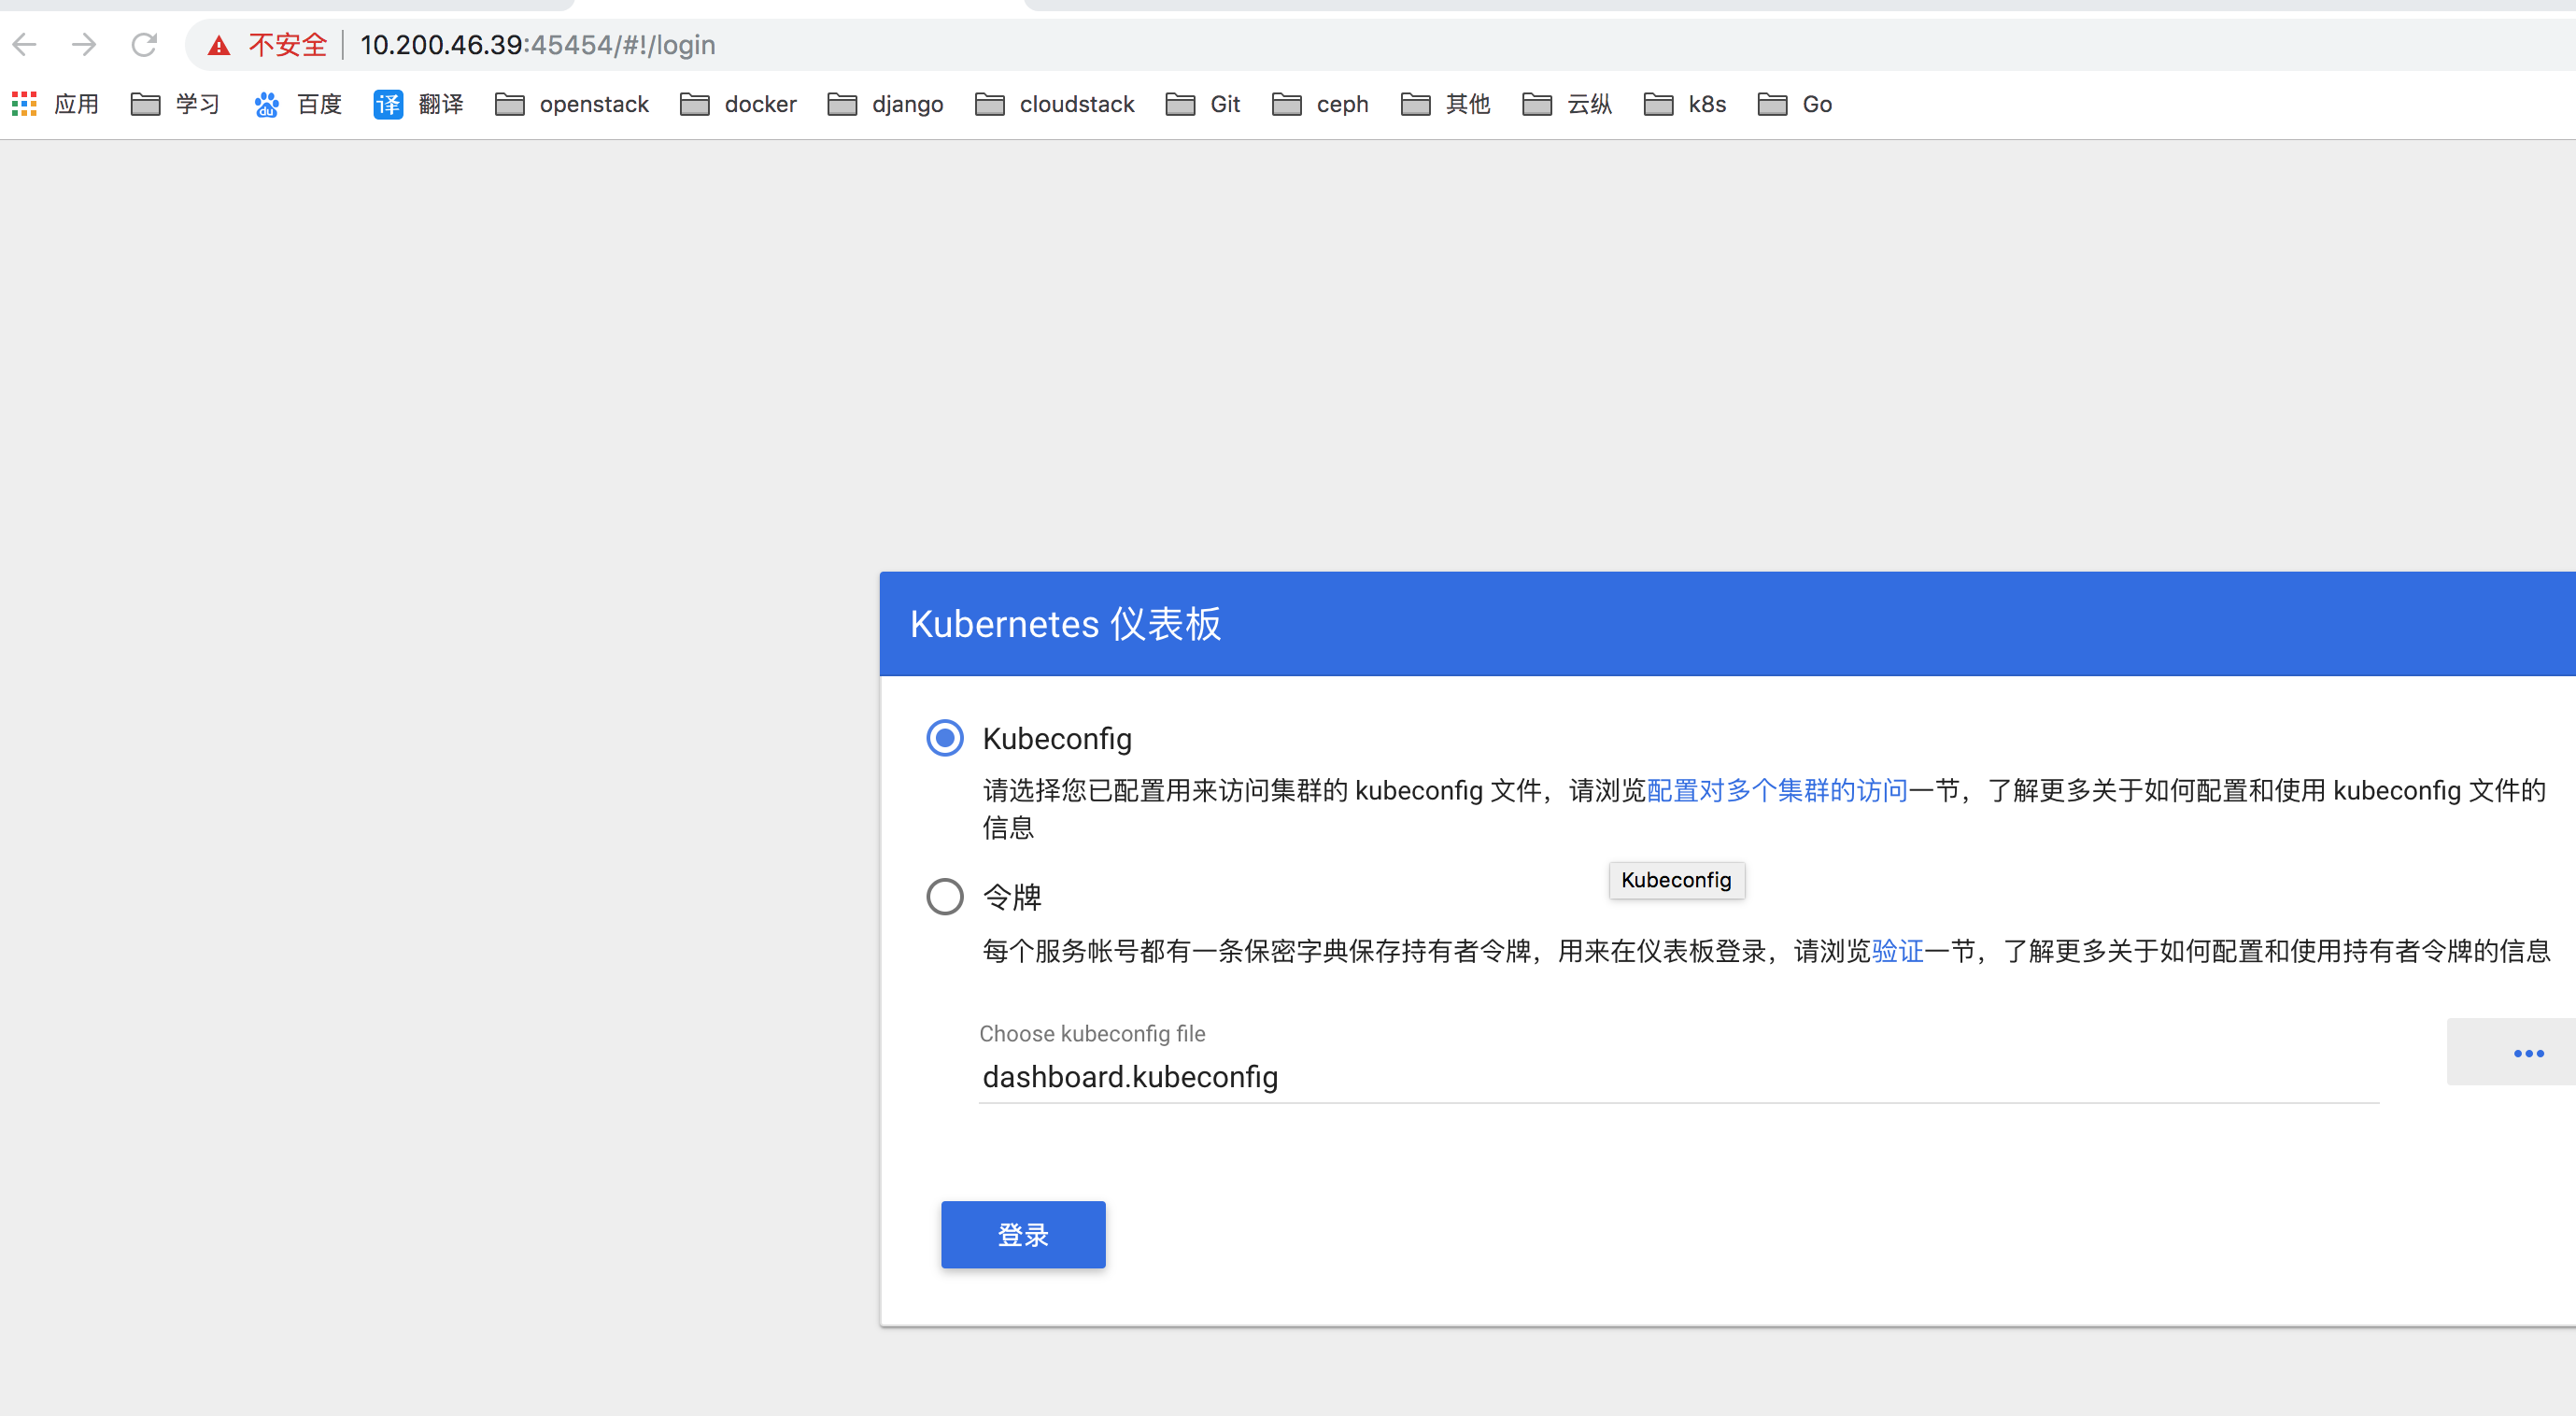 不安全 10.200.46.39:45454/#!/login
应用 学习 百度 译 翻译 openstack docker django cloudstack Git ceph 其他 云纵 k8s Go
Kubernetes 仪表板
Kubeconfig
请选择您已配置用来访问集群的 kubeconfig 文件，请浏览配置对多个集群的访问一节，了解更多关于如何配置和使用 kubeconfig 文件的
信息
Kubeconfig
令牌
每个服务帐号都有一条保密字典保存持有者令牌，用来在仪表板登录，请浏览验证一节，了解更多关于如何配置和使用持有者令牌的信息
Choose kubeconfig file
dashboard.kubeconfig
登录